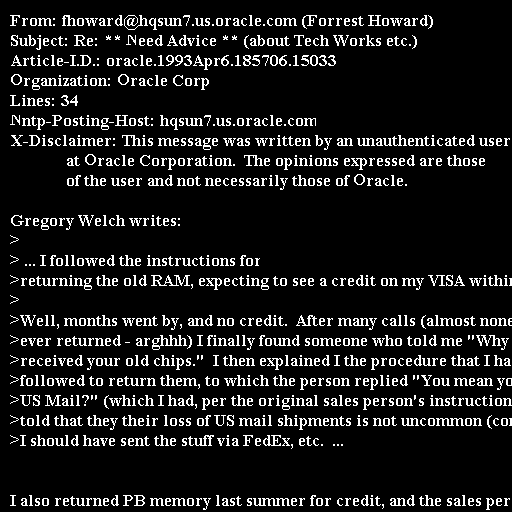 From: fhoward@hqsun7.us.oracle.com (Forrest Howard)
Subject: Re: ** Need Advice ** (about Tech Works etc.)
Article-I.D.: oracle.1993Apr6.185706.15033
Organization: Oracle Corp
Lines: 34
Nntp-Posting-Host: hqsun7.us.oracle.com
X-Disclaimer: This message was written by an unauthenticated user
at Oracle Corporation.  The opinions expressed are those
of the user and not necessarily those of Oracle.
Gregory Welch writes:
>
> ... I followed the instructions for
>returning the old RAM, expecting to see a credit on my VISA within
>
>Well, months went by, and no credit.  After many calls (almost none
>ever returned - arghhh) I finally found someone who told me "Why
>received your old chips."  I then explained I the procedure that I ha
>followed to return them, to which the person replied "You mean yo
>US Mail?" (which I had, per the original sales person's instruction
>told that they their loss of US mail shipments is not uncommon (co
>I should have sent the stuff via FedEx, etc.  ...
I also returned PB memory last summer for credit, and the sales per